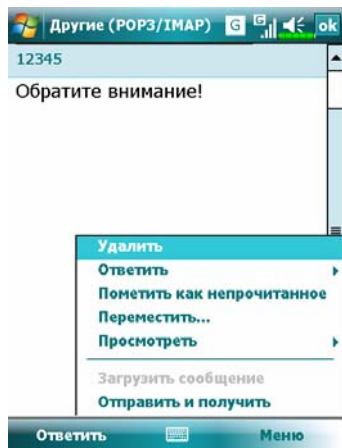 Другие (POP3/IMAP) G G ok
12345
Обратите внимание!
Удалить
Ответить
Пометить как непрочитанное
Переместить...
Просмотреть
Загрузить сообщение
Отправить и получить
Ответить Меню